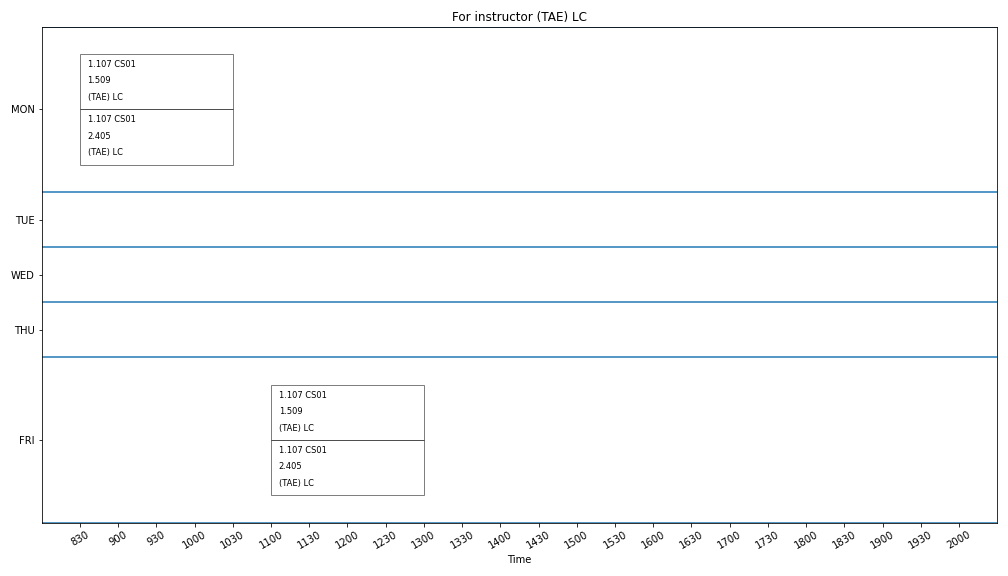 For instructor (TAE) LC
MON
1.107 CS01
1.509
(TAE) LC
1.107 CS01
2.405
(TAE) LC
TUE
WED
THU
FRI
1.107 CS01
1.509
(TAE) LC
1.107 CS01
2.405
(TAE) LC
830 900 930 1000 1030 1100 1130 1200 1230 1300 1330 1400 1430 1500 1530 1600 1630 1700 1730 1800 1830 1900 1930 2000
Time